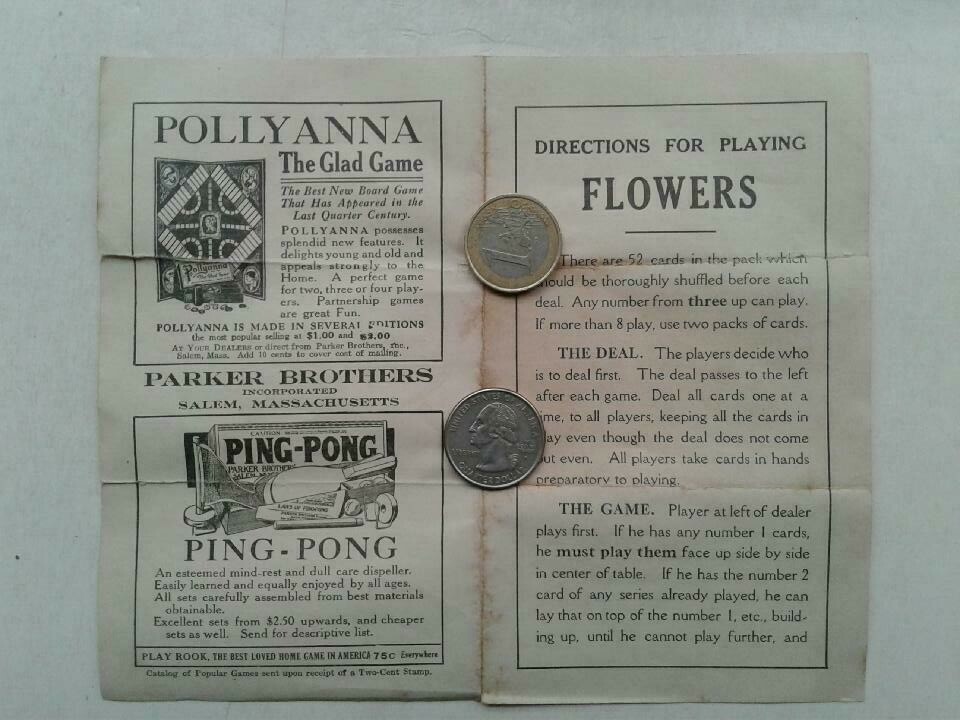 POLLYANNA
The Glad Game
The Best New Board Game
That Has Appeared in the
Last Quarter Century.
POLLYANNA possesses
splendid new features. It
delights young and old and
appeals strongly to the
Home. A perfect game
for two, three or four play-
ers. Partnership games
are great Fun.
Pollyanna
POLLYANNA IS MADE IN SEVERAL EDITIONS
the most popular selling at $1.00 and $2.00
AT YOUR DEALERS or direct from Parker Brothers, Inc.,
Salem, Mass. Add 10 cents to cover cost of mailing.
PARKER BROTHERS
INCORPORATED
SALEM, MASSACHUSETTS
PING-PONG
PARKER BROTHERS
SALEM, MASS
LAWS OF PING-PONG
PING-PONG
An esteemed mind-rest and dull care dispeller.
Easily learned and equally enjoyed by all ages.
All sets carefully assembled from best materials
obtainable.
Excellent sets from $2.50 upwards, and cheaper
sets as well. Send for descriptive list.
PLAY ROOK, THE BEST LOVED HOME GAME IN AMERICA 75C Everywhere
Catalog of Popular Games sent upon receipt of a Two-Cent Stamp.
1
UNITED STATES OF
QUARTER DOLLAR
DIRECTIONS FOR PLAYING
FLOWERS
There are 52 cards in the pack which
should be thoroughly shuffled before each
deal. Any number from three up can play.
If more than 8 play, use two packs of cards.
THE DEAL. The players decide who
is to deal first. The deal passes to the left
after each game. Deal all cards one at a
time, to all players, keeping all the cards in
play even though the deal does not come
out even. All players take cards in hands
preparatory to playing.
THE GAME. Player at left of dealer
plays first. If he has any number 1 cards,
he must play them face up side by side
in center of table. If he has the number 2
card of any series already played, he can
lay that on top of the number 1, etc., build-
ing up, until he cannot play further, and